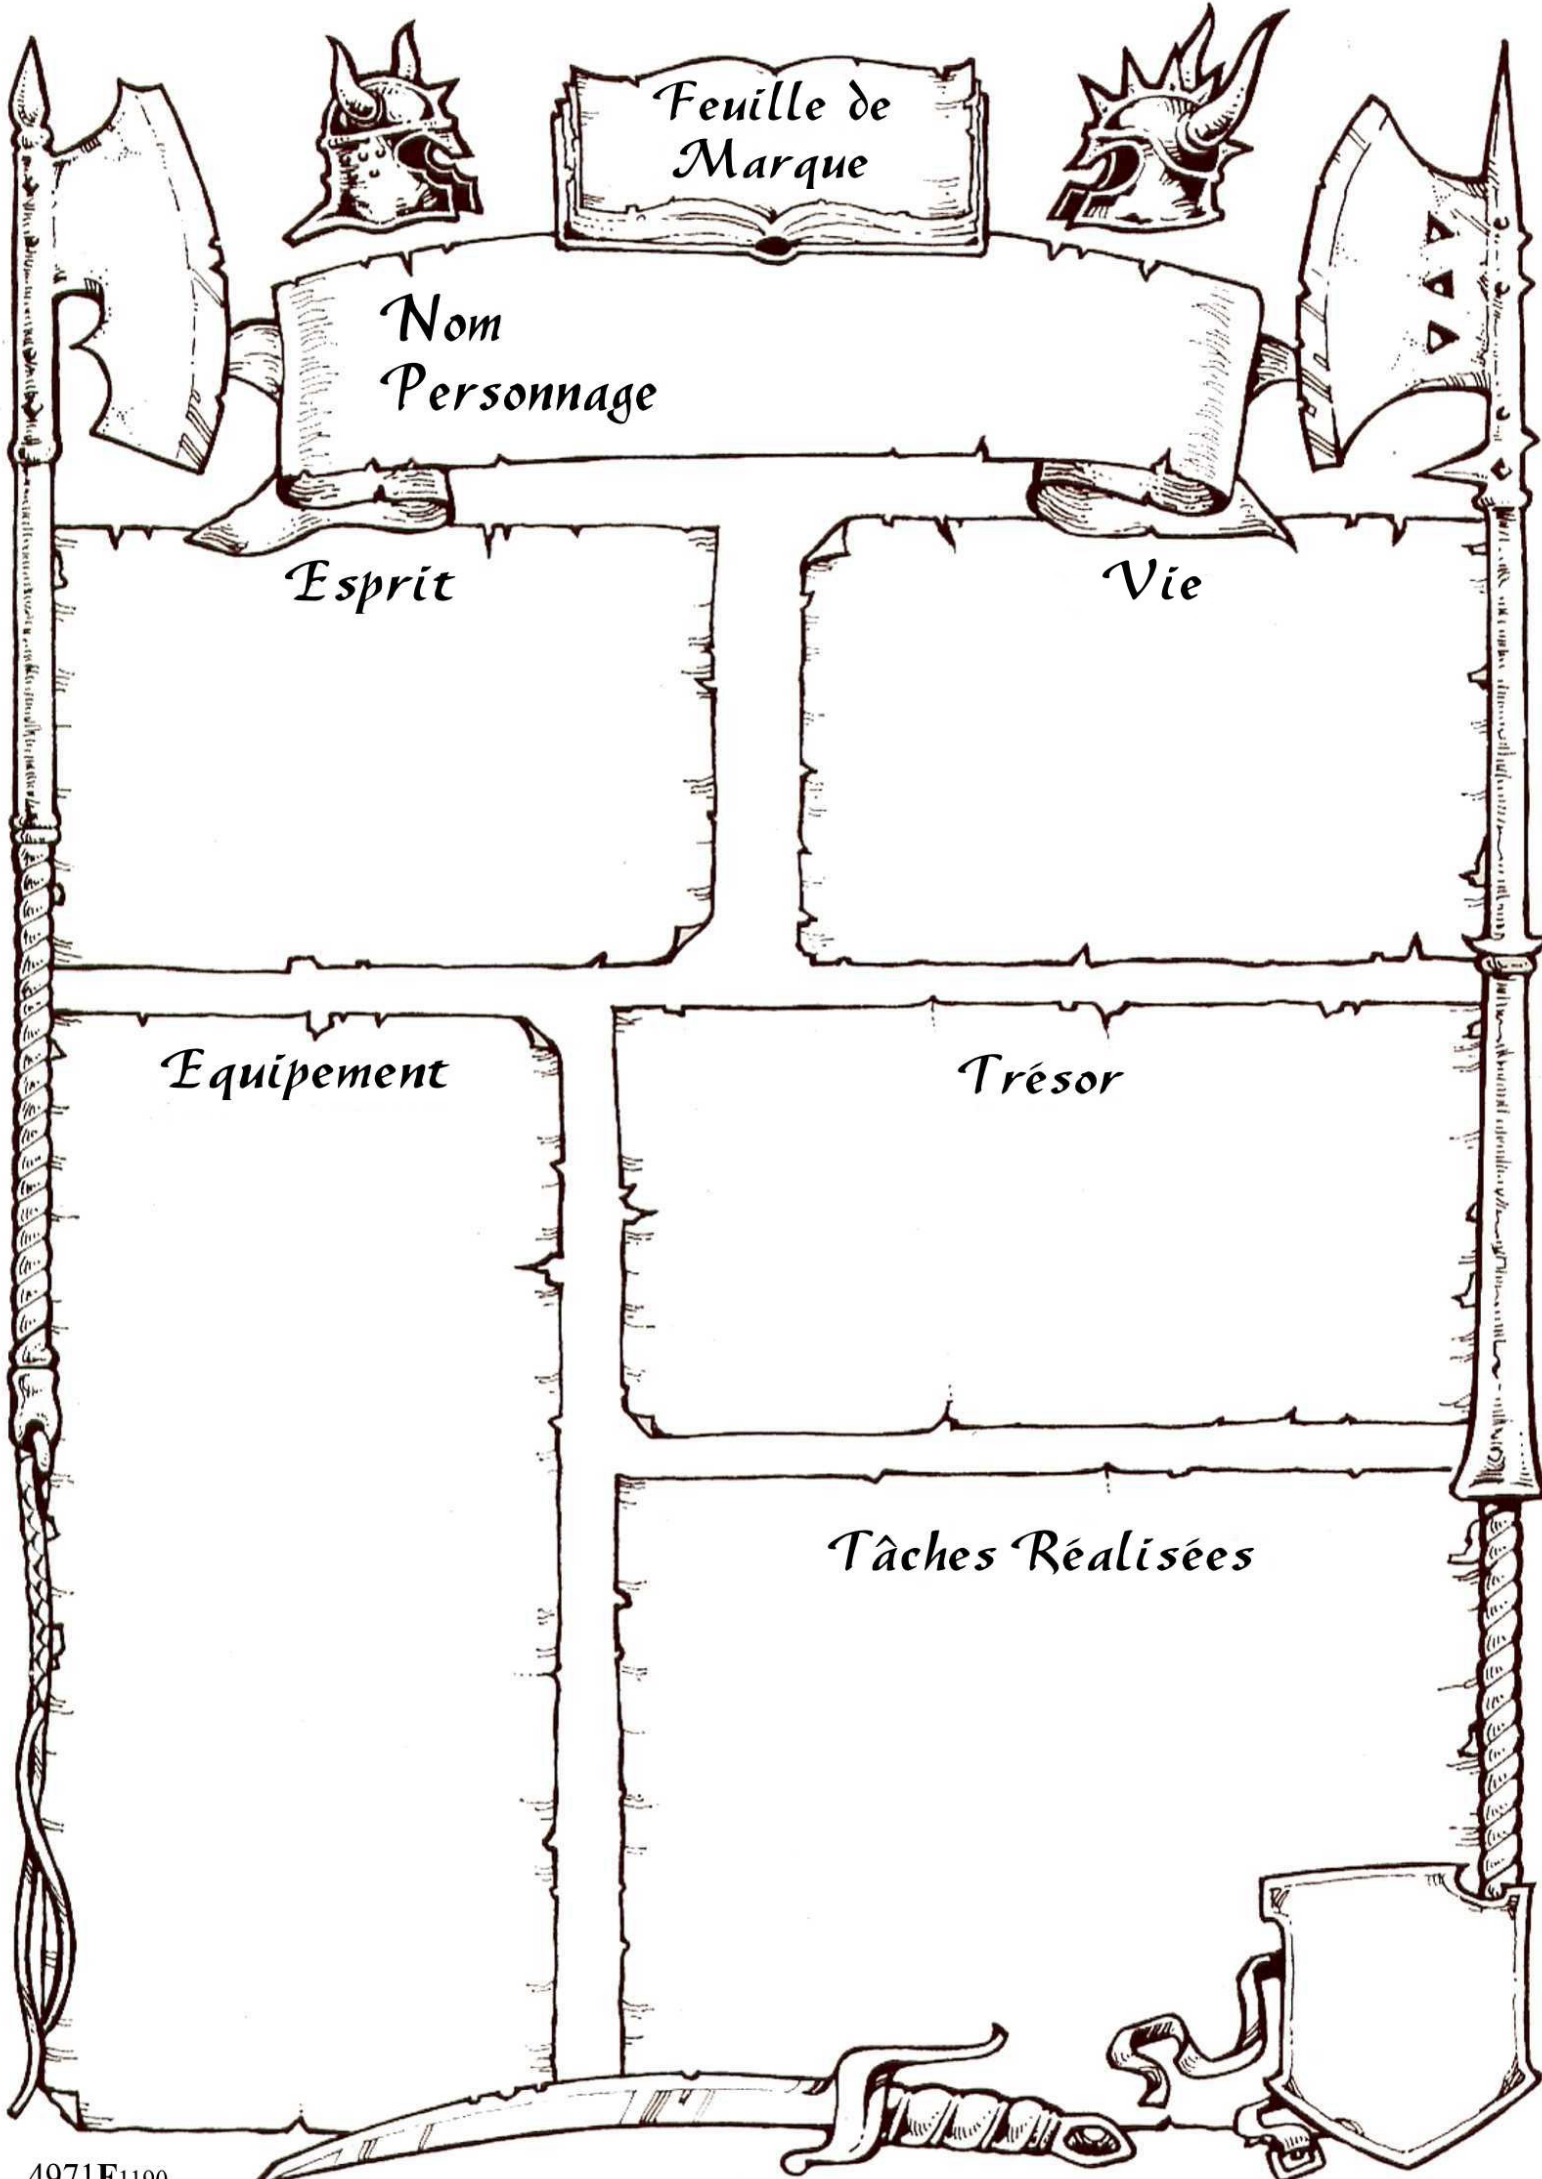 Feuille de
Marque
Nom
Personnage
Esprit
Vie
Equipement
Trésor
Tâches Réalisées
4971F1190